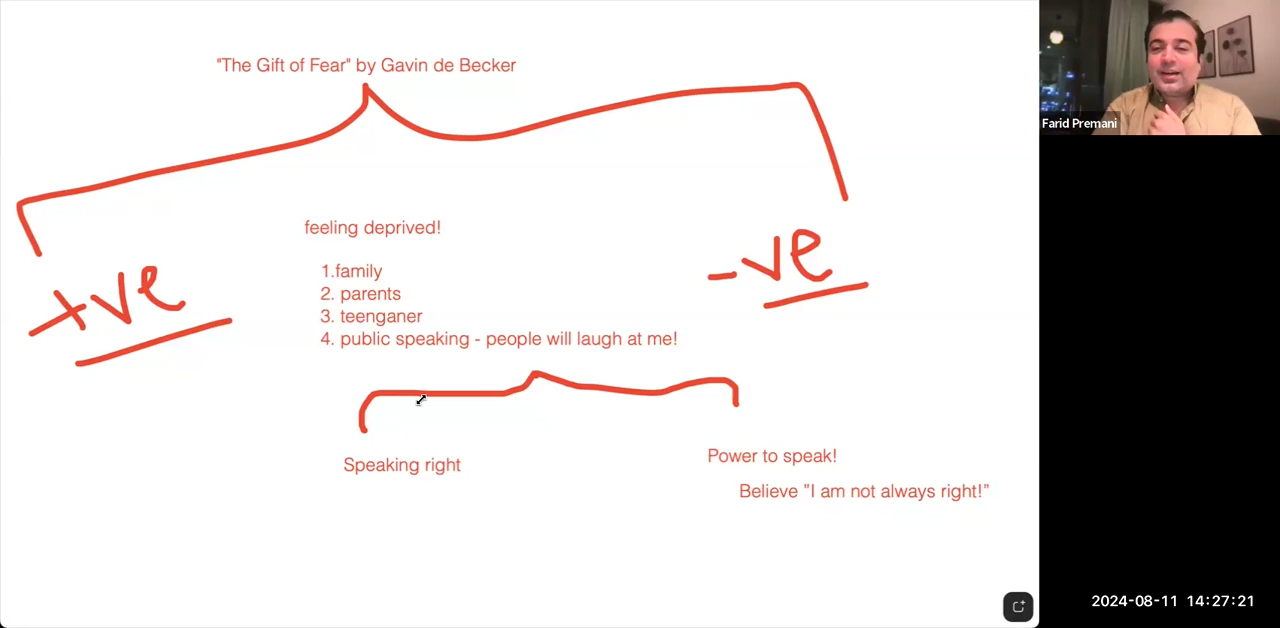 "The Gift of Fear" by Gavin de Becker
Farid Premani
feeling deprived!
+ve
-ve
1.family
2. parents
3. teenganer
4. public speaking - people will laugh at me!
Speaking right
Power to speak!
Believe "I am not always right!"
2024-08-11 14:27:21